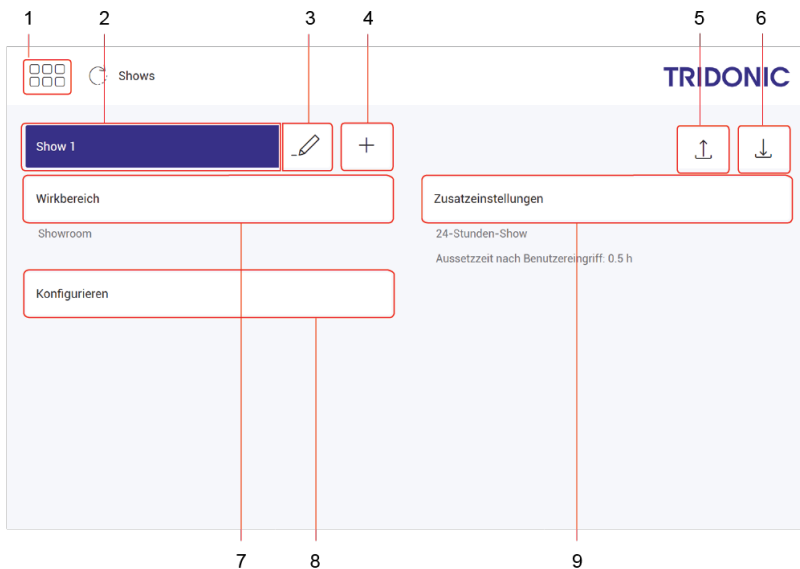 1 2 3 4 5 6
Shows TRIDONIC
Show 1
Wirkbereich Zusatzeinstellungen
Showroom 24-Stunden-Show
Aussetzzeit nach Benutzereingriff: 0.5 h
Konfigurieren
7 8 9